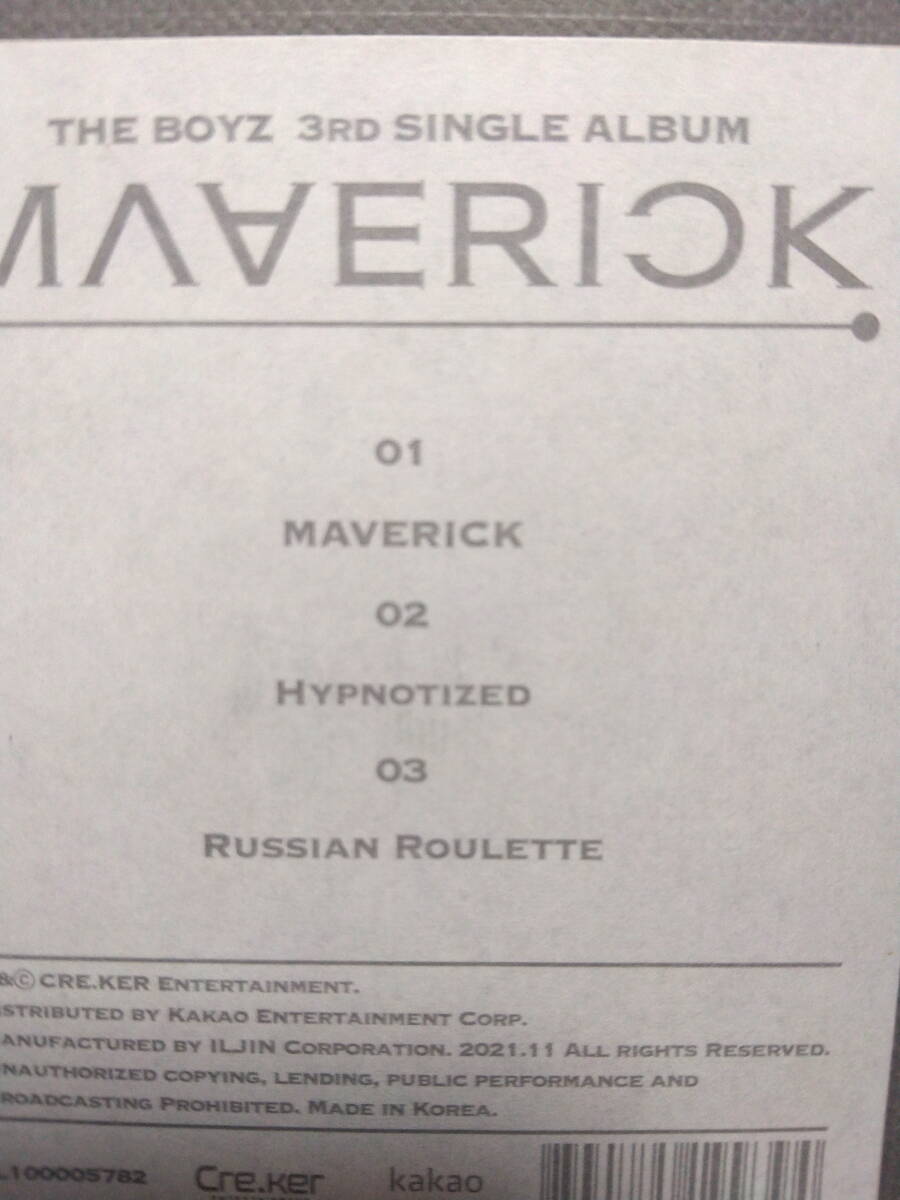 THE BOYZ 3RD SINGLE ALBUM
MAVERICK
01
MAVERICK
02
HYPNOTIZED
03
RUSSIAN ROULETTE
&© CRE.KER ENTERTAINMENT.
ISTRIBUTED BY KAKAO ENTERTAINMENT CORP.
ANUFACTURED BY ILJIN CORPORATION. 2021.11 ALL RIGHTS RESERVED.
NAUTHORIZED COPYING, LENDING, PUBLIC PERFORMANCE AND
ROADCASTING PROHIBITED. MADE IN KOREA.
.100005782 Cre.ker kakao